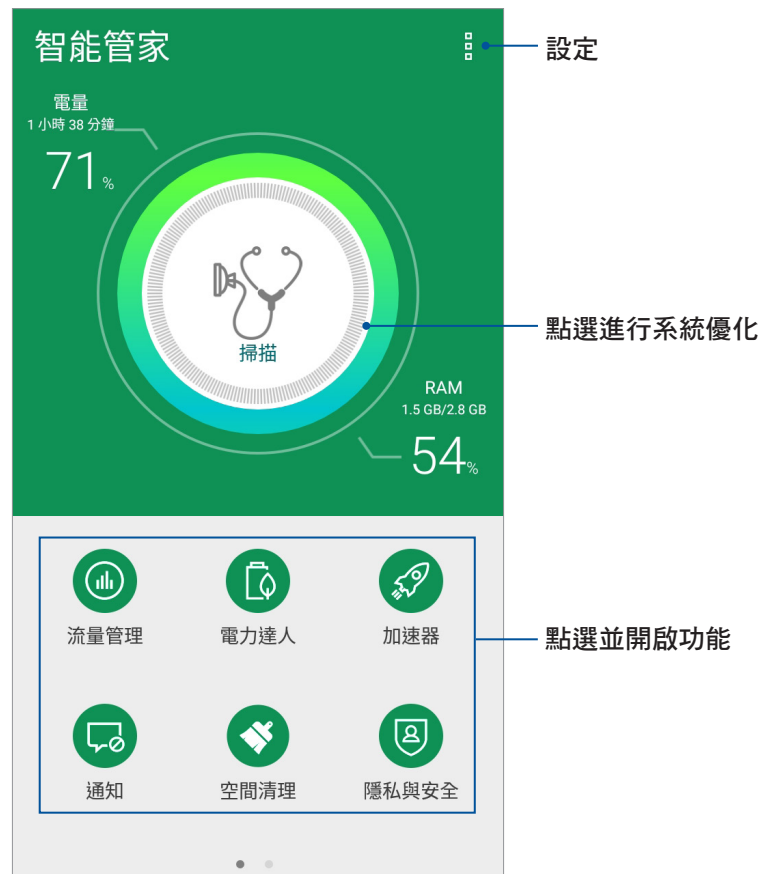 智能管家
設定
電量
1 小時 38 分鐘
71%
掃描
點選進行系統優化
RAM
1.5 GB/2.8 GB
54%
流量管理
電力達人
加速器
點選並開啟功能
通知
空間清理
隱私與安全